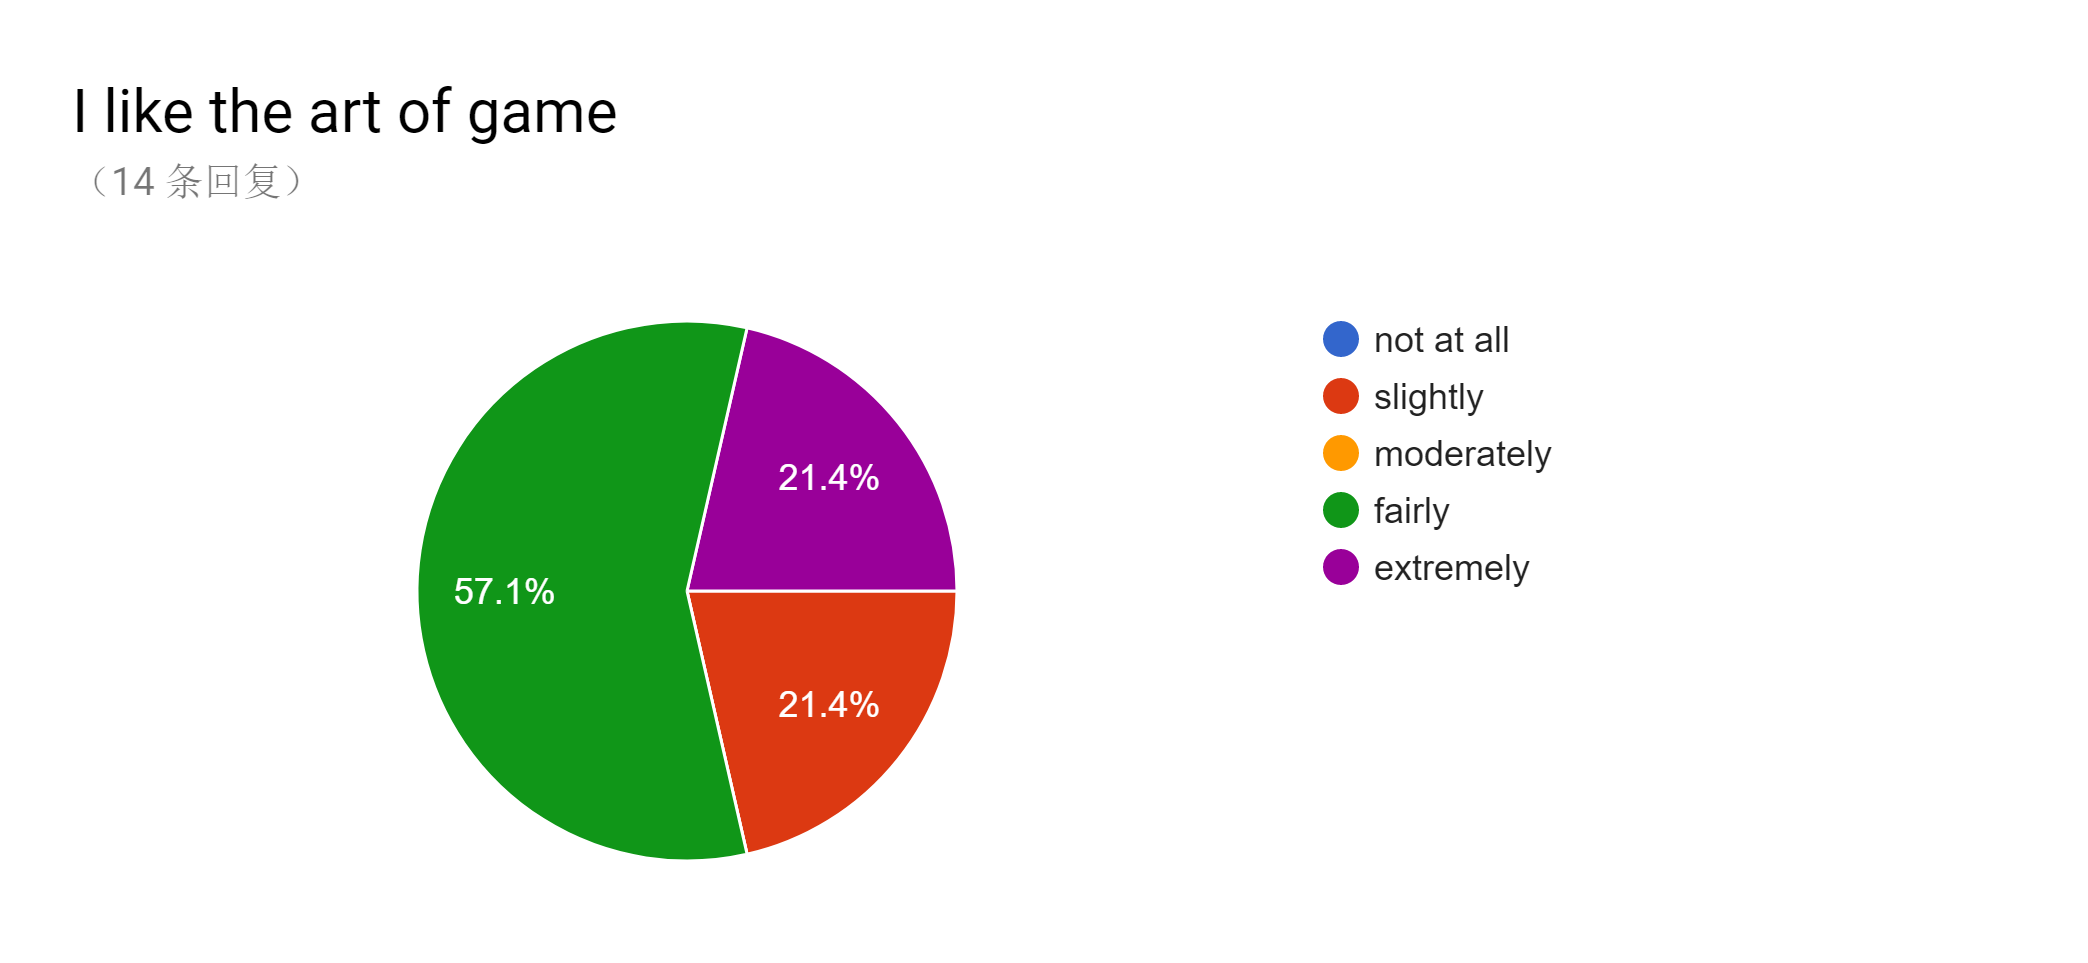 I like the art of game
（14 条回复）
not at all
slightly
moderately
fairly
extremely
21.4%
57.1%
21.4%